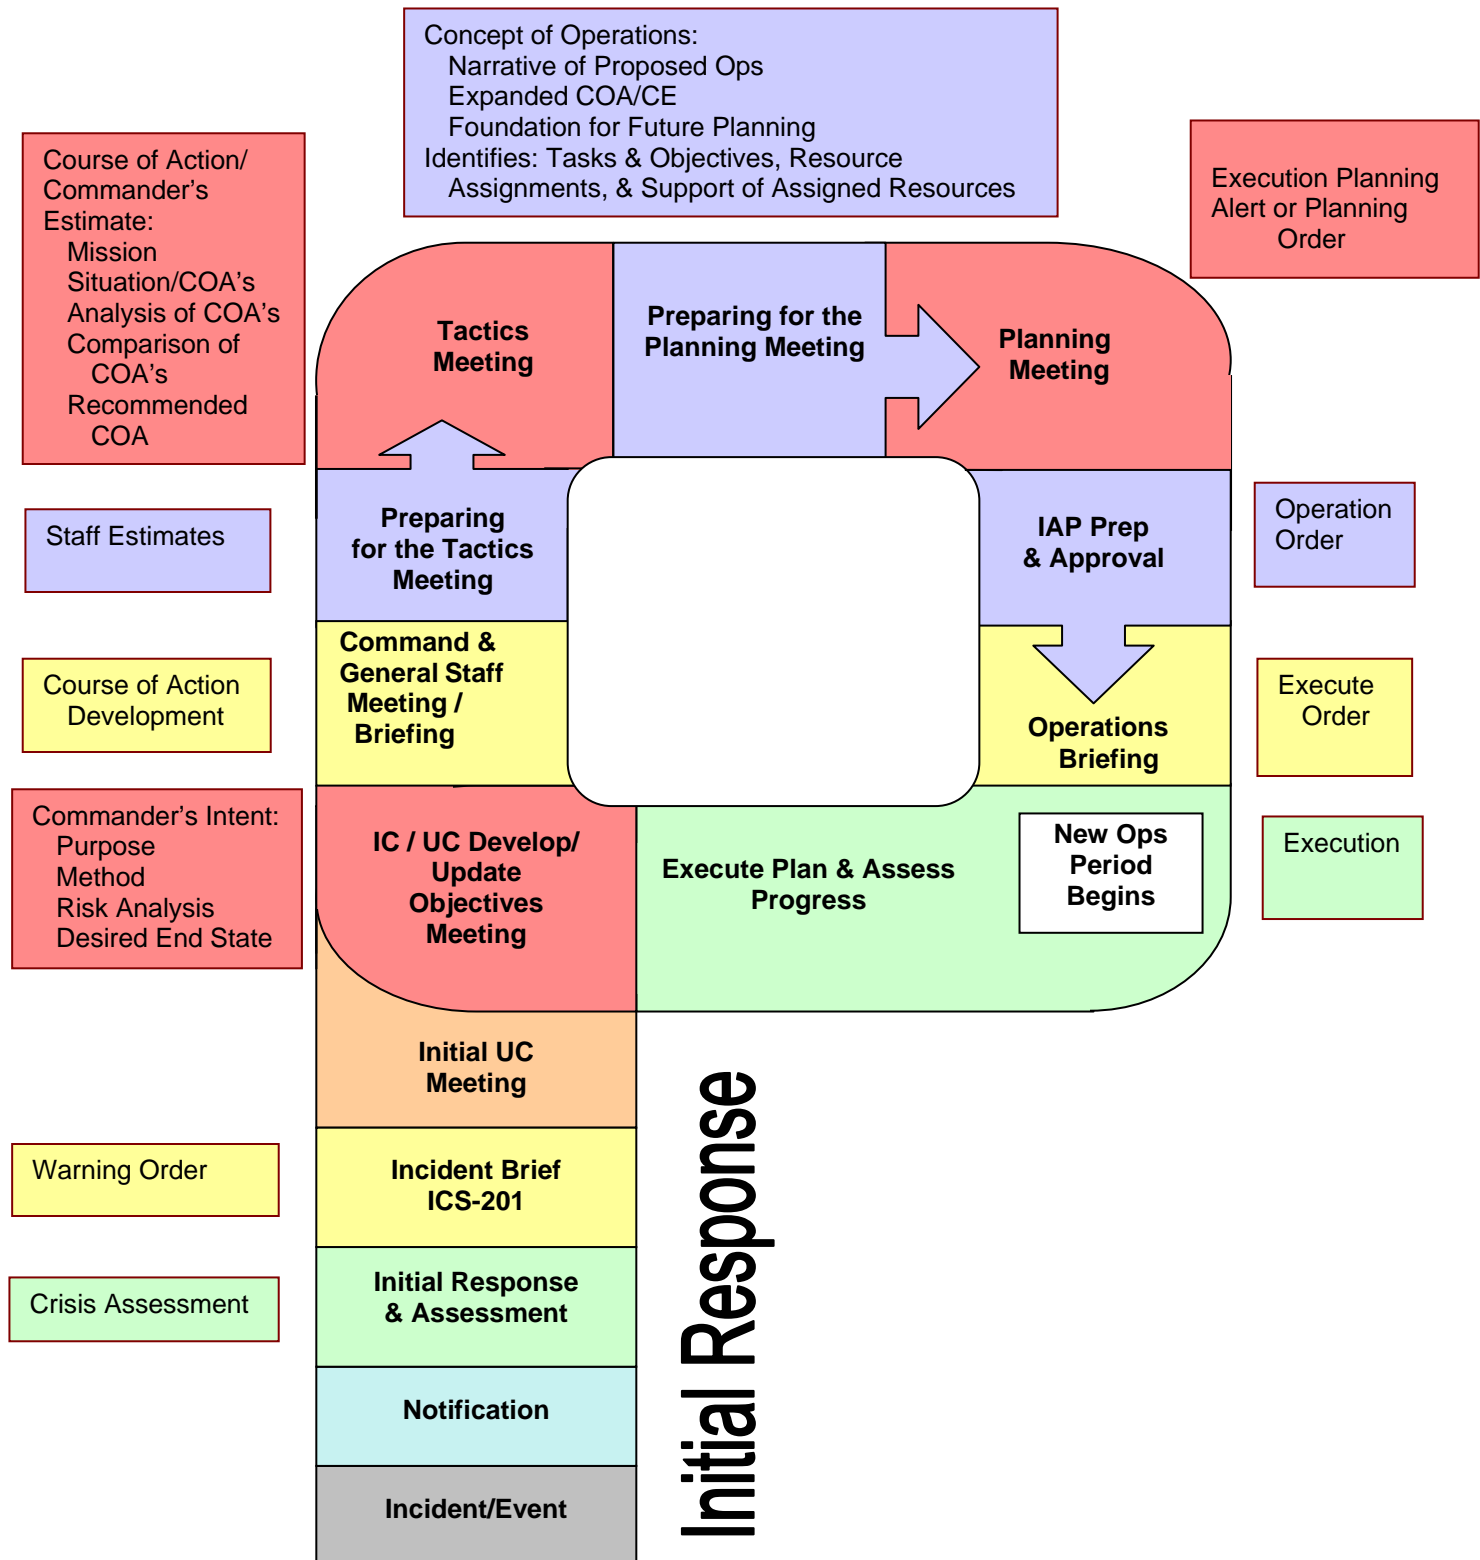 Concept of Operations:
Narrative of Proposed Ops
Expanded COA/CE
Foundation for Future Planning
Identifies: Tasks & Objectives, Resource
Assignments, & Support of Assigned Resources
Course of Action/
Commander's
Estimate:
Mission
Situation/COA's
Analysis of COA's
Comparison of
COA's
Recommended
COA
Execution Planning
Alert or Planning
Order
Tactics
Meeting
Preparing for the
Planning Meeting
Planning
Meeting
Staff Estimates
Preparing
for the Tactics
Meeting
IAP Prep
& Approval
Operation
Order
Course of Action
Development
Command &
General Staff
Meeting /
Briefing
Operations
Briefing
Execute
Order
Commander's Intent:
Purpose
Method
Risk Analysis
Desired End State
IC / UC Develop/
Update
Objectives
Meeting
Execute Plan & Assess
Progress
New Ops
Period
Begins
Execution
Initial UC
Meeting
Warning Order
Incident Brief
ICS-201
Crisis Assessment
Initial Response
& Assessment
Notification
Incident/Event
Initial Response